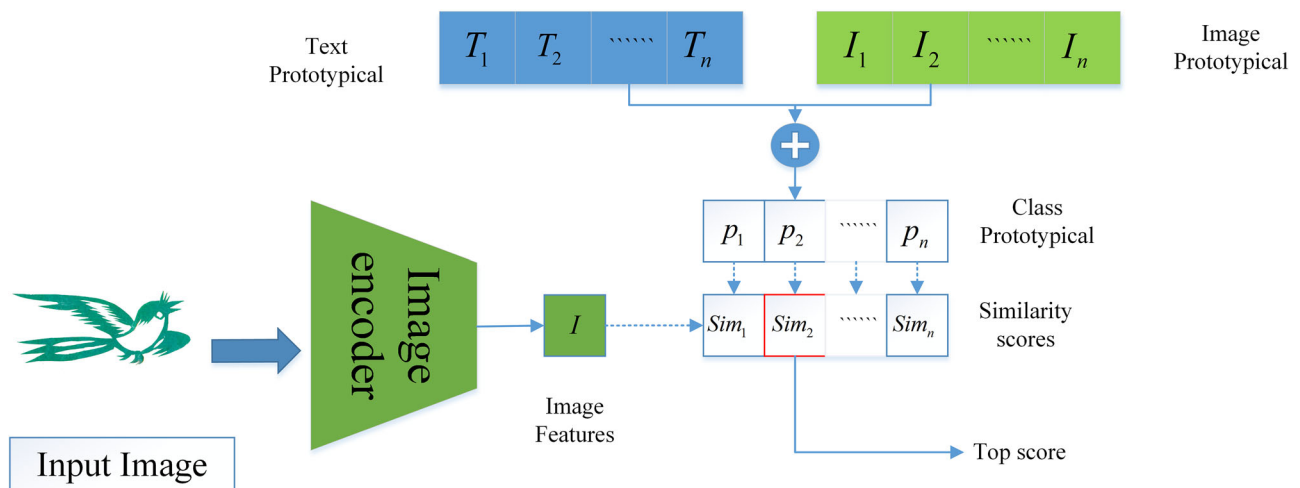 Text
Prototypical
T₁ T₂ `````` Tₙ
I₁ I₂ `````` Iₙ
Image
Prototypical
p₁ p₂ `````` pₙ
Class
Prototypical
Image
encoder
I
Sim₁ Sim₂ `````` Simₙ
Similarity
scores
Image
Features
Top score
Input Image